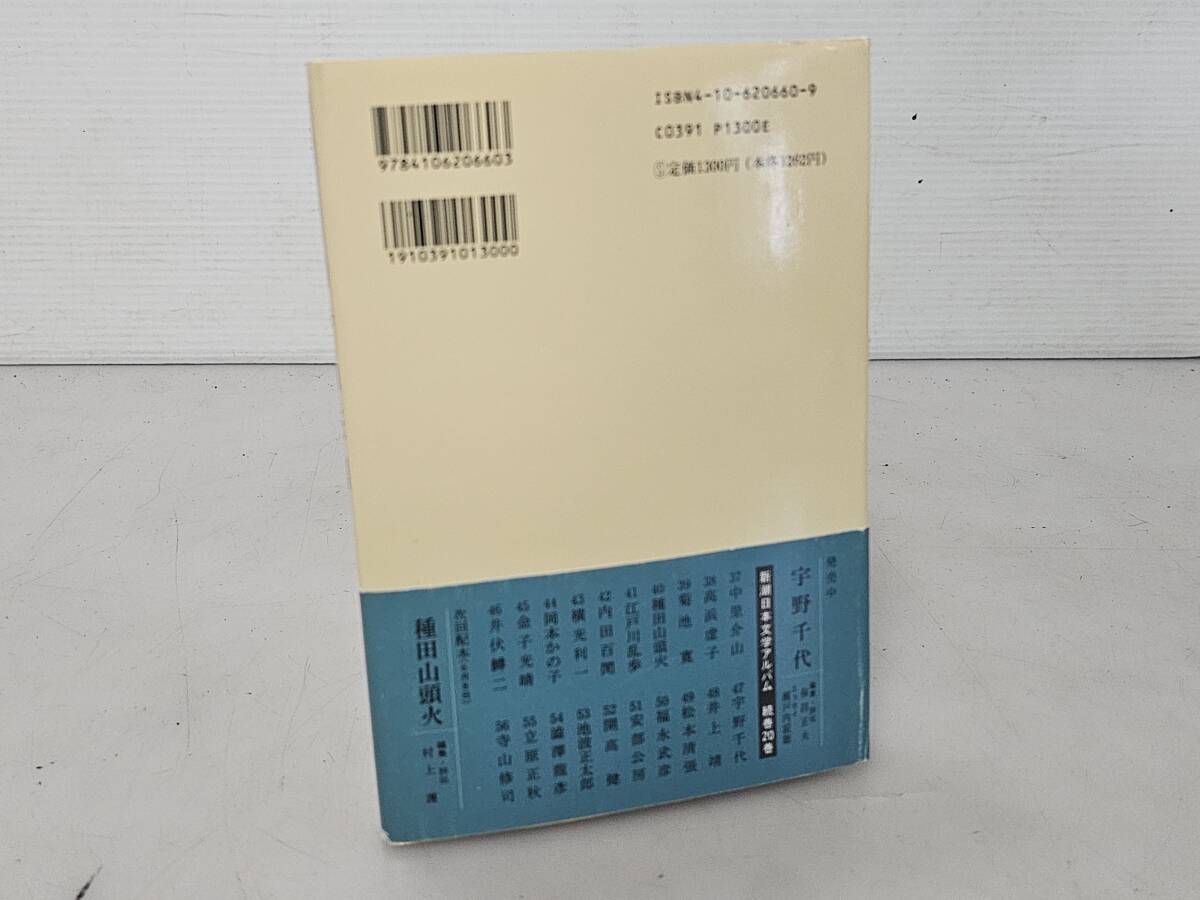 ISBN4-10-620660-9
C0391 P1300E
定価1300円(本体1262円)
9784106206603
1910391013000
発売中
宇野千代
編集・評伝
新潮日本文学アルバム 続巻20巻
37中里介山
38高浜虚子
39菊池 寛
40種田山頭火
41江戸川乱歩
42内田百閒
43横光利一
44岡本かの子
45金子光晴
46井伏鱒二
47宇野千代
48井上 靖
49松本清張
50福永武彦
51安部公房
52開高 健
53池波正太郎
54澁澤龍彦
55立原正秋
56寺山修司
次回配本
種田山頭火
編集・評伝
村上 護